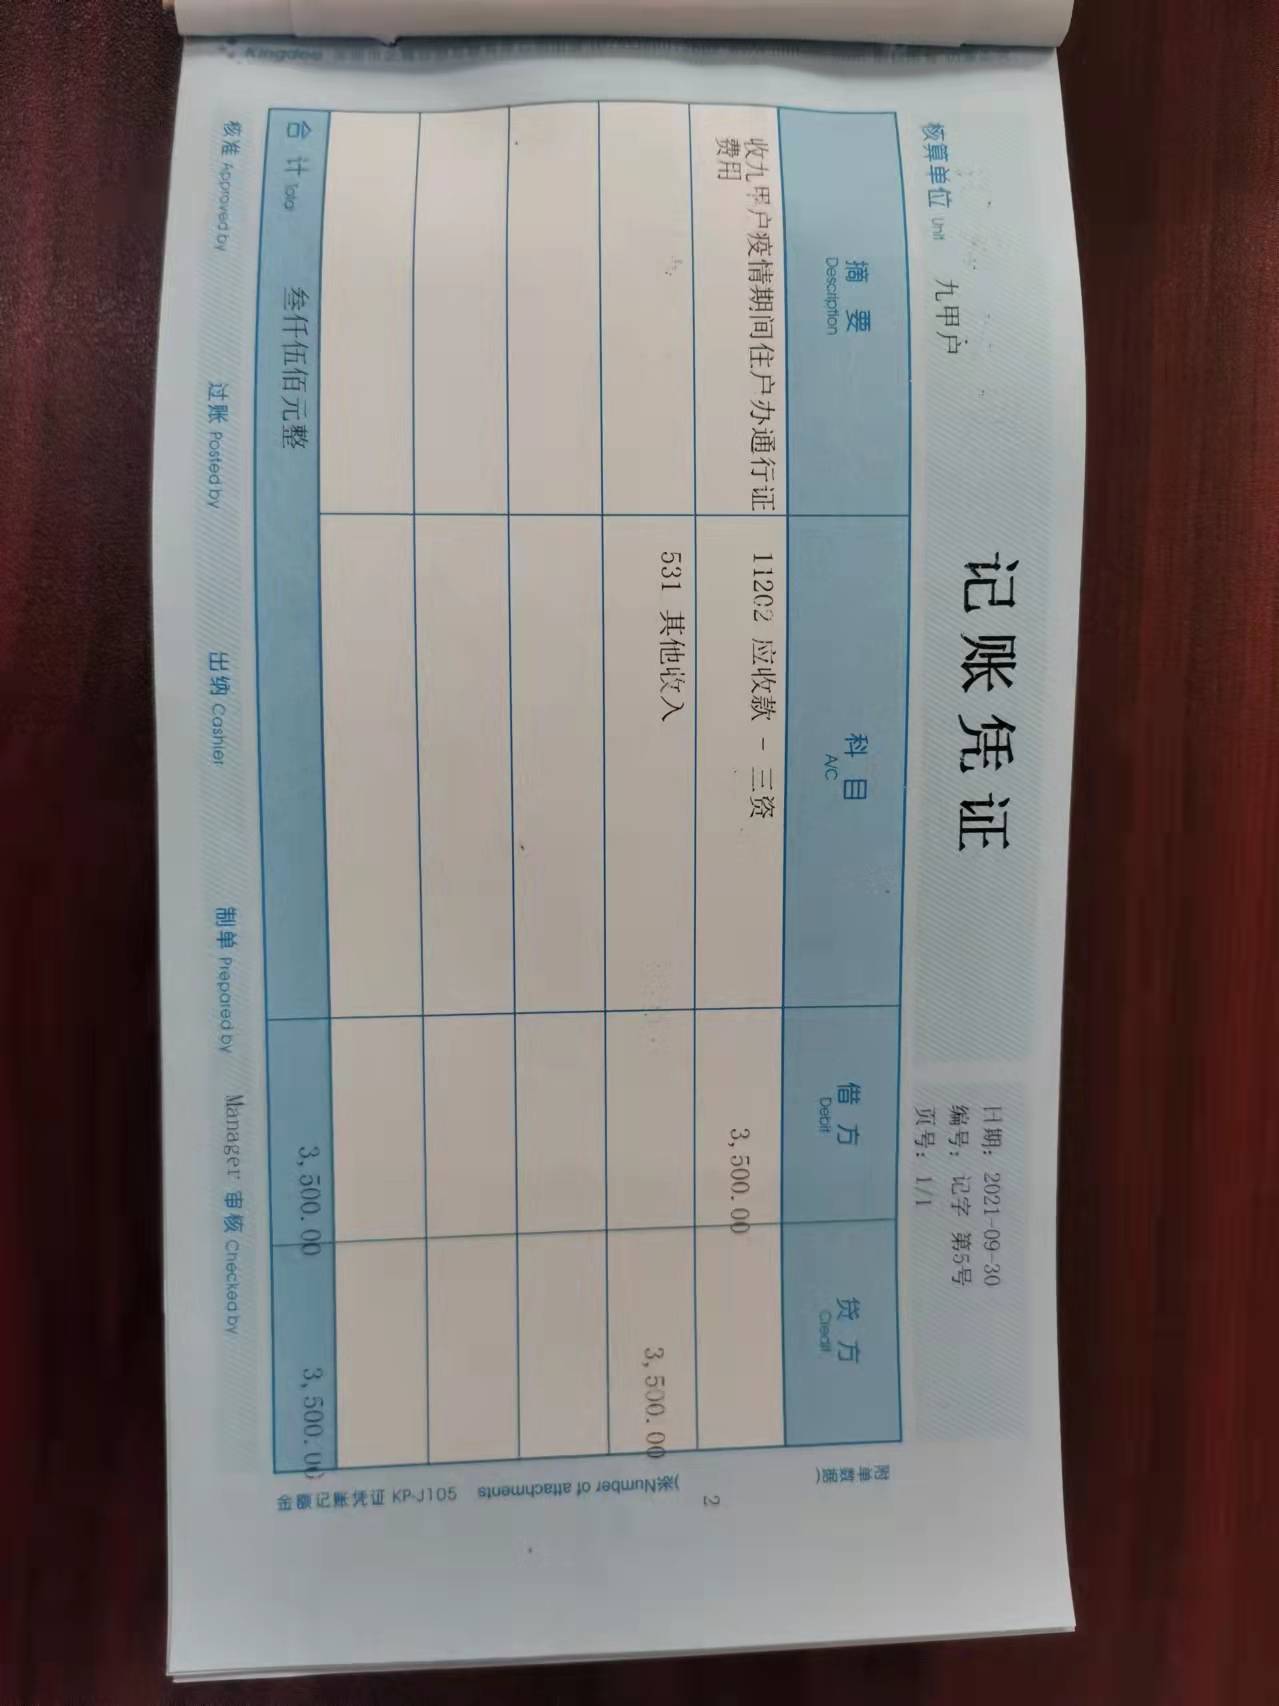 Kingdee
记账凭证
日期: 2021-09-30
编号: 记字 第5号
核算单位 Unit 九甲户
页号: 1/1
摘要 科目 借方 贷方
Description A/C Debit Credit
收九甲户疫情期间住户办通行证 11202 应收款 - 三资 3,500.00
费用
531 其他收入 3,500.00
合计 Total 叁仟伍佰元整 3,500.00 3,500.00
核准 Approved by 过账 Posted by 出纳 Cashier 制单 Prepared by Manager 审核 Checked by
附单数据)
2
张Number of attachments)
金额记账凭证 KP-J105